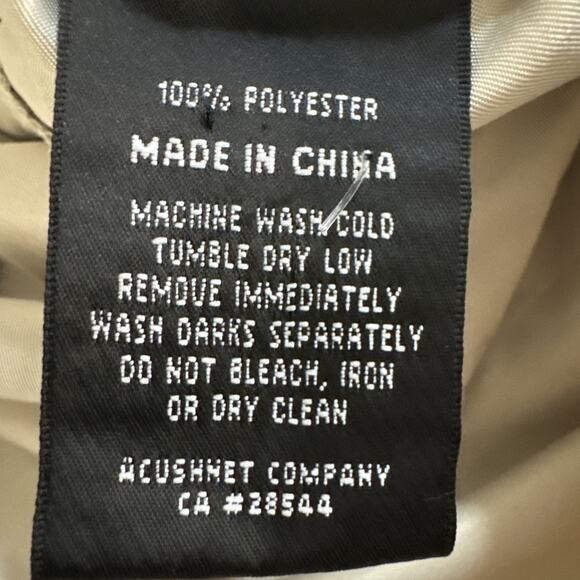 100% POLYESTER
MADE IN CHINA
MACHINE WASH COLD
TUMBLE DRY LOW
REMOVE IMMEDIATELY
WASH DARKS SEPARATELY
DO NOT BLEACH, IRON
OR DRY CLEAN
ACUSHNET COMPANY
CA #28544